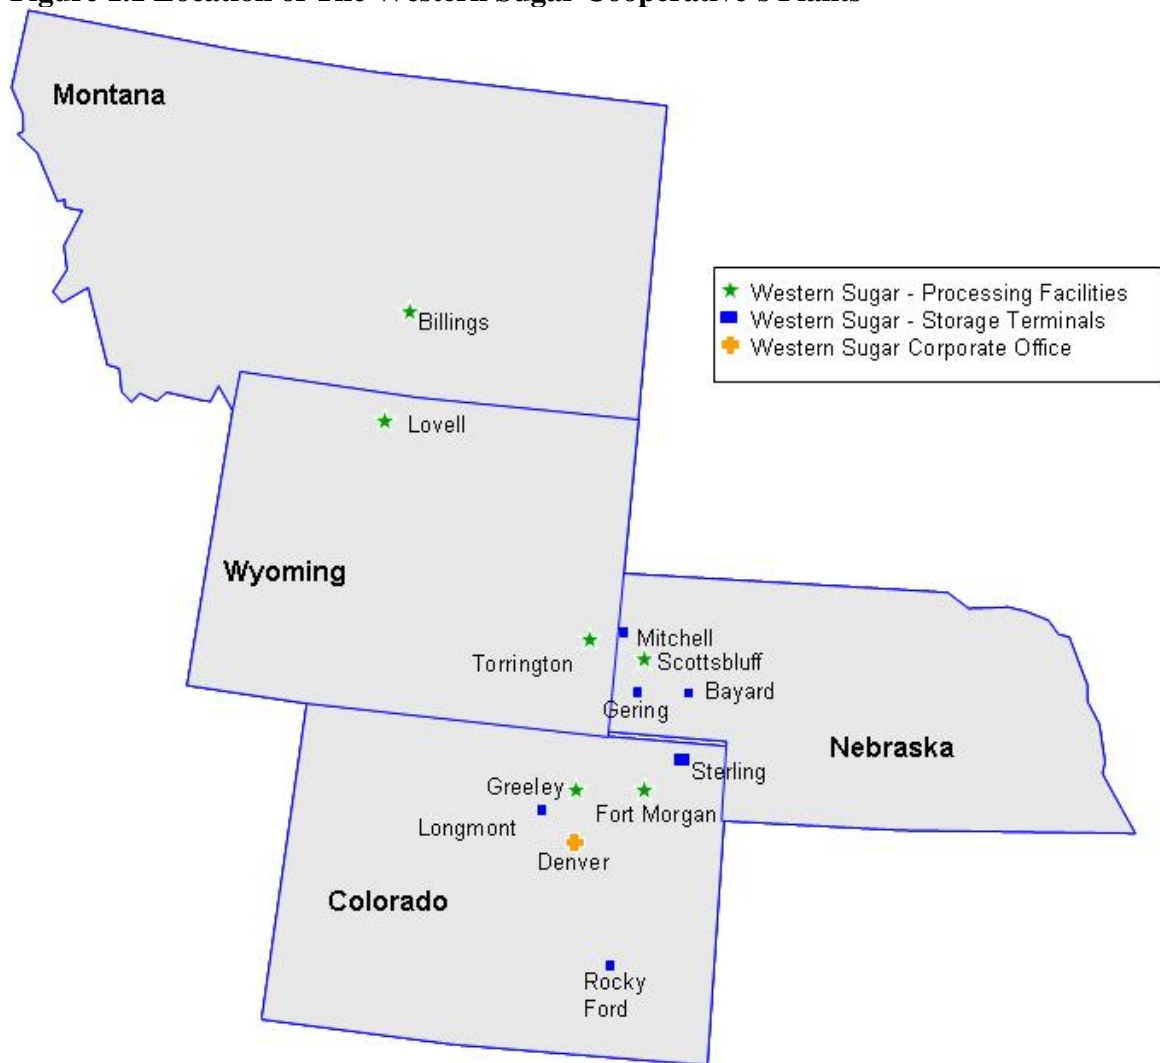 Figure 1.1 Location of The Western Sugar Cooperative's Plants
Montana
Billings
Western Sugar - Processing Facilities
Western Sugar - Storage Terminals
Western Sugar Corporate Office
Lovell
Wyoming
Mitchell
Torrington
Scottsbluff
Gering
Bayard
Nebraska
Sterling
Greeley
Fort Morgan
Longmont
Denver
Colorado
Rocky
Ford